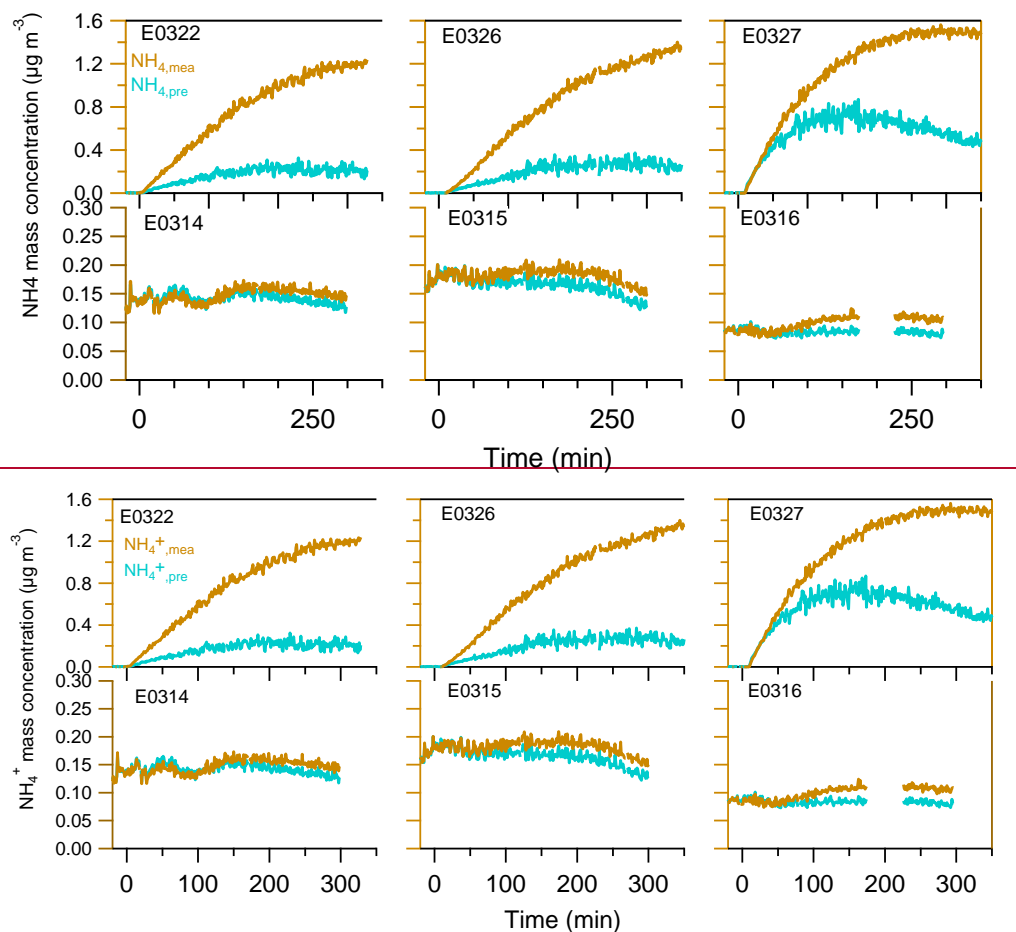 NH4 mass concentration (µg m⁻³)
1.6
1.2
0.8
0.4
0.0
E0322
NH₄,mea
NH₄,pre
E0326
E0327
0.30
0.25
0.20
0.15
0.10
0.05
0.00
E0314
E0315
E0316
0 250
0 250
0 250
Time (min)
NH₄⁺ mass concentration (µg m⁻³)
1.6
1.2
0.8
0.4
0.0
E0322
NH₄⁺,mea
NH₄⁺,pre
E0326
E0327
0.30
0.25
0.20
0.15
0.10
0.05
0.00
E0314
E0315
E0316
0 100 200 300
0 100 200 300
0 100 200 300
Time (min)